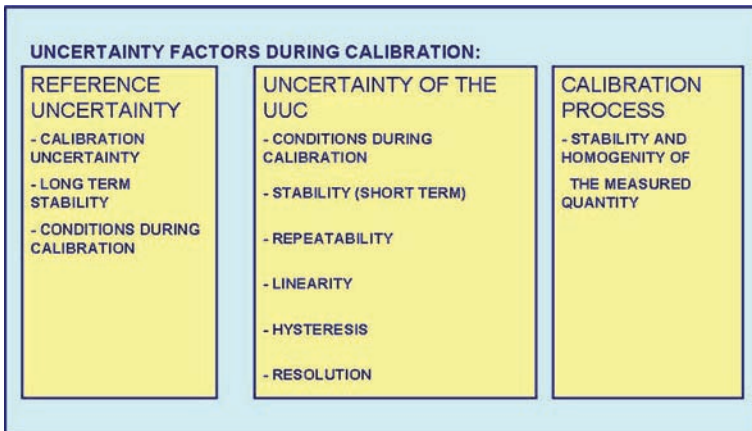 UNCERTAINTY FACTORS DURING CALIBRATION:
REFERENCE
UNCERTAINTY
- CALIBRATION
UNCERTAINTY
- LONG TERM
STABILITY
- CONDITIONS DURING
CALIBRATION
UNCERTAINTY OF THE
UUC
- CONDITIONS DURING
CALIBRATION
- STABILITY (SHORT TERM)
- REPEATABILITY
- LINEARITY
- HYSTERESIS
- RESOLUTION
CALIBRATION
PROCESS
- STABILITY AND
HOMOGENITY OF
THE MEASURED
QUANTITY